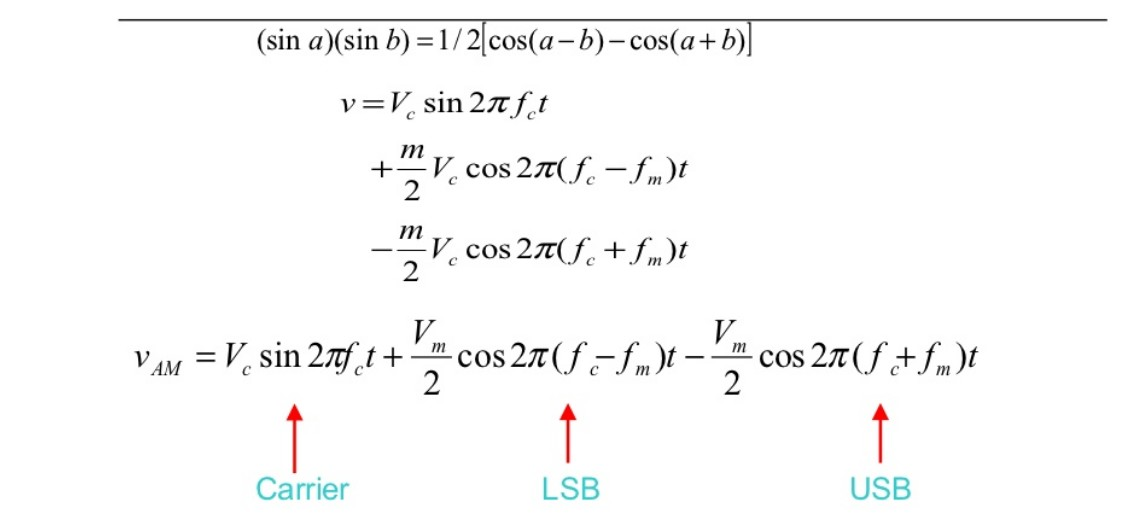 (sin a)(sin b) = 1/2[cos(a − b) − cos(a + b)]
v = V_c sin 2π f_c t
+ m/2 V_c cos 2π(f_c − f_m)t
− m/2 V_c cos 2π(f_c + f_m)t
v_AM = V_c sin 2πf_c t + V_m/2 cos 2π(f_c − f_m)t − V_m/2 cos 2π(f_c + f_m)t
Carrier LSB USB